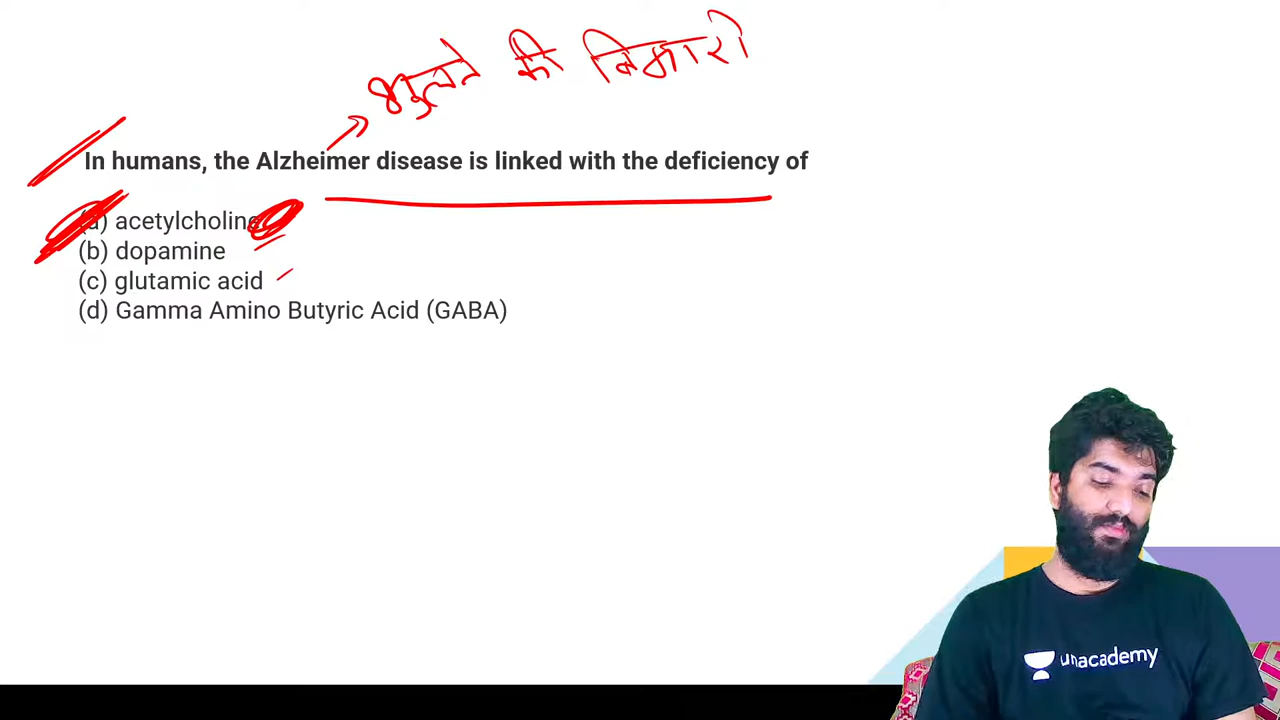 भुलने की बिमारी
In humans, the Alzheimer disease is linked with the deficiency of
(a) acetylcholine
(b) dopamine
(c) glutamic acid
(d) Gamma Amino Butyric Acid (GABA)
unacademy